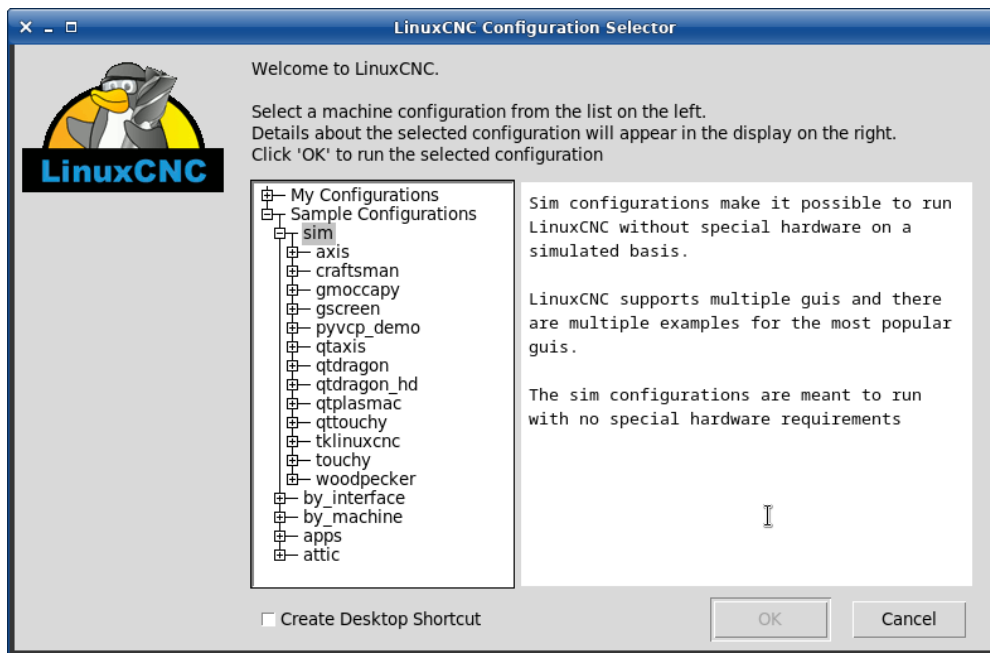 LinuxCNC Configuration Selector
LinuxCNC
Welcome to LinuxCNC.
Select a machine configuration from the list on the left.
Details about the selected configuration will appear in the display on the right.
Click 'OK' to run the selected configuration
My Configurations
Sample Configurations
sim
axis
craftsman
gmoccapy
gscreen
pyvcp_demo
qtaxis
qtdragon
qtdragon_hd
qtplasmac
qttouchy
tklinuxcnc
touchy
woodpecker
by_interface
by_machine
apps
attic
Sim configurations make it possible to run
LinuxCNC without special hardware on a
simulated basis.
LinuxCNC supports multiple guis and there
are multiple examples for the most popular
guis.
The sim configurations are meant to run
with no special hardware requirements
Create Desktop Shortcut
OK
Cancel